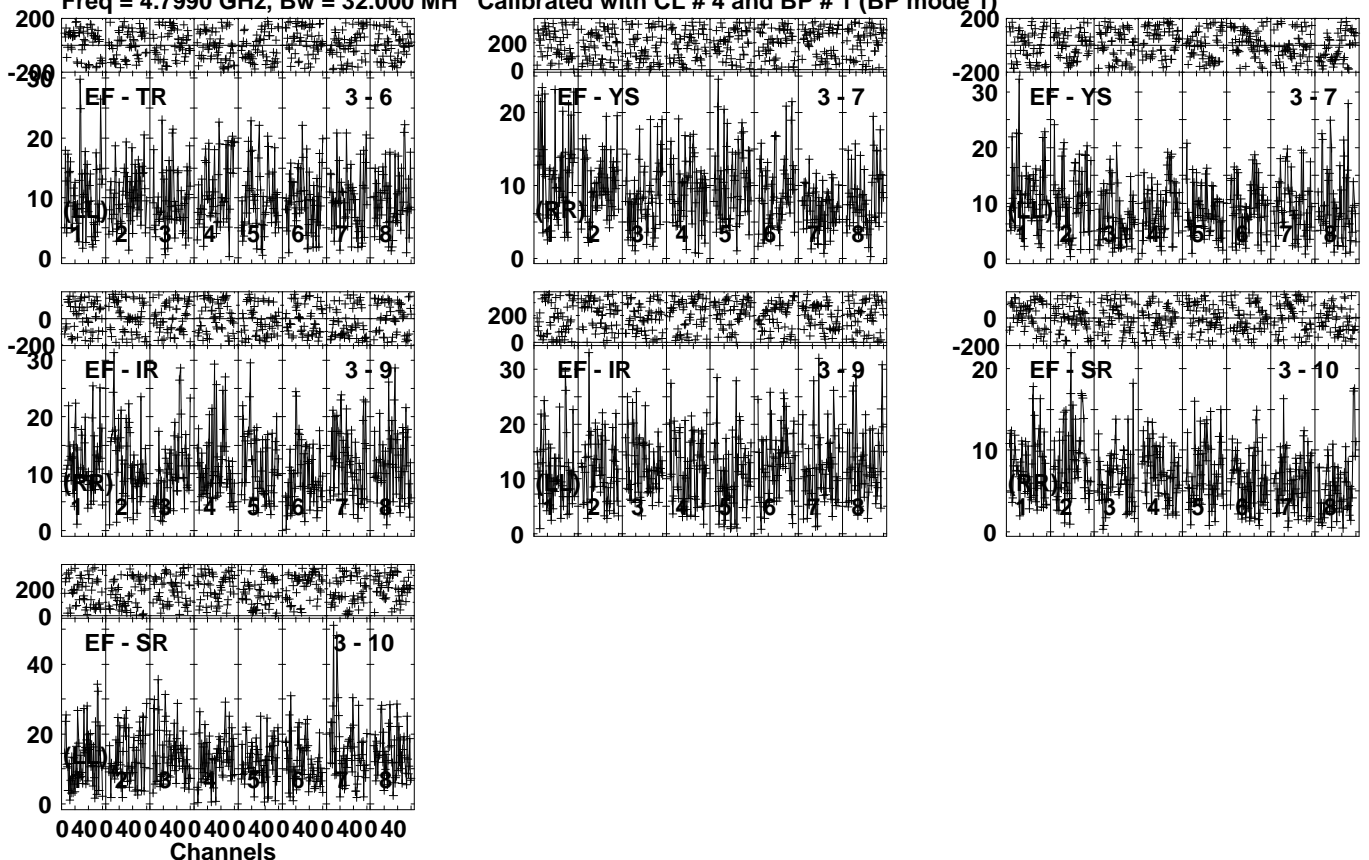 Freq = 4.7990 GHz, Bw = 32.000 MH Calibrated with CL # 4 and BP # 1 (BP mode 1)
200
-200
200
0
200
-200
30
20
10
0
EF - TR 3 - 6
(LL)
1 2 3 4 5 6 7 8
20
10
0
EF - YS 3 - 7
(RR)
1 2 3 4 5 6 7 8
30
20
10
0
EF - YS 3 - 7
(LL)
1 2 3 4 5 6 7 8
0
-200
200
0
0
-200
30
20
10
0
EF - IR 3 - 9
(RR)
1 2 3 4 5 6 7 8
30
20
10
0
EF - IR 3 - 9
(LL)
1 2 3 4 5 6 7 8
20
10
0
EF - SR 3 - 10
(RR)
1 2 3 4 5 6 7 8
200
0
40
20
0
EF - SR 3 - 10
(LL)
1 2 3 4 5 6 7 8
0 40 0 40 0 40 0 40 0 40 0 40 0 40 0 40
Channels